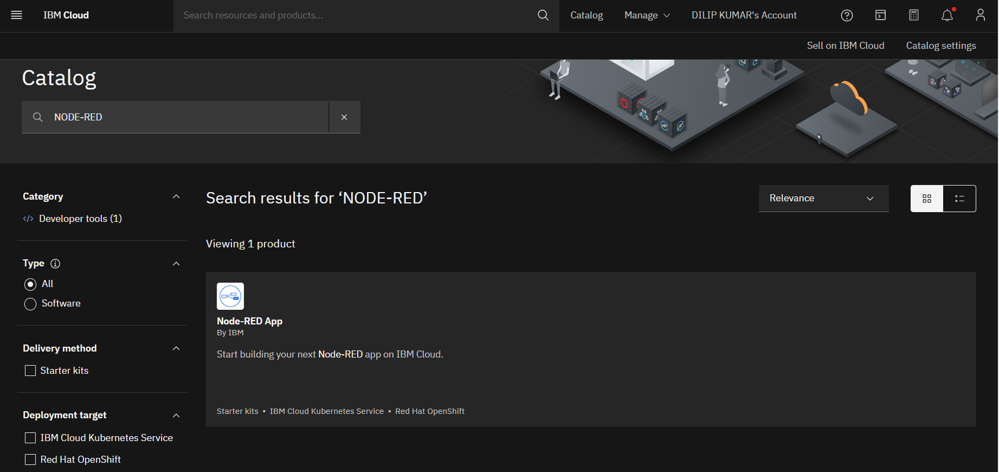 IBM Cloud
Search resources and products...
Catalog
Manage
DILIP KUMAR's Account
Sell on IBM Cloud
Catalog settings
Catalog
NODE-RED
Category
Developer tools (1)
Type
All
Software
Delivery method
Starter kits
Deployment target
IBM Cloud Kubernetes Service
Red Hat OpenShift
Search results for ‘NODE-RED’
Relevance
Viewing 1 product
Node-RED App
By IBM
Start building your next Node-RED app on IBM Cloud.
Starter kits • IBM Cloud Kubernetes Service • Red Hat OpenShift